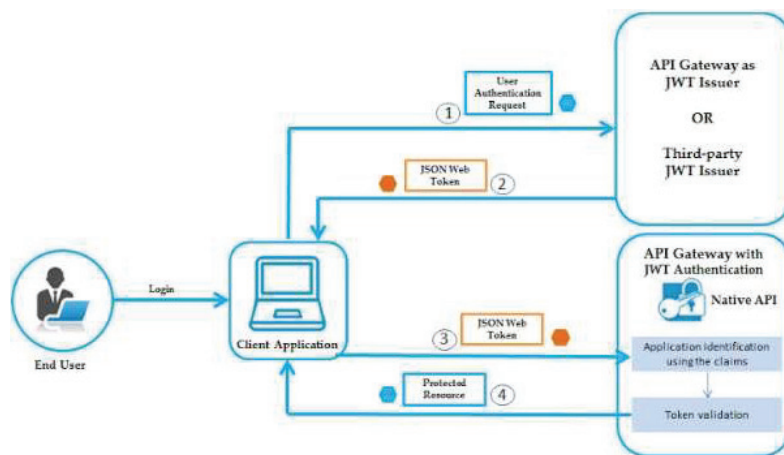 User
Authentication
Request
1
API Gateway as
JWT Issuer
OR
Third-party
JWT Issuer
JSON Web
Token
2
Login
End User
Client Application
API Gateway with
JWT Authentication
Native API
3
JSON Web
Token
Application identification
using the claims
Protected
Resource
4
Token validation